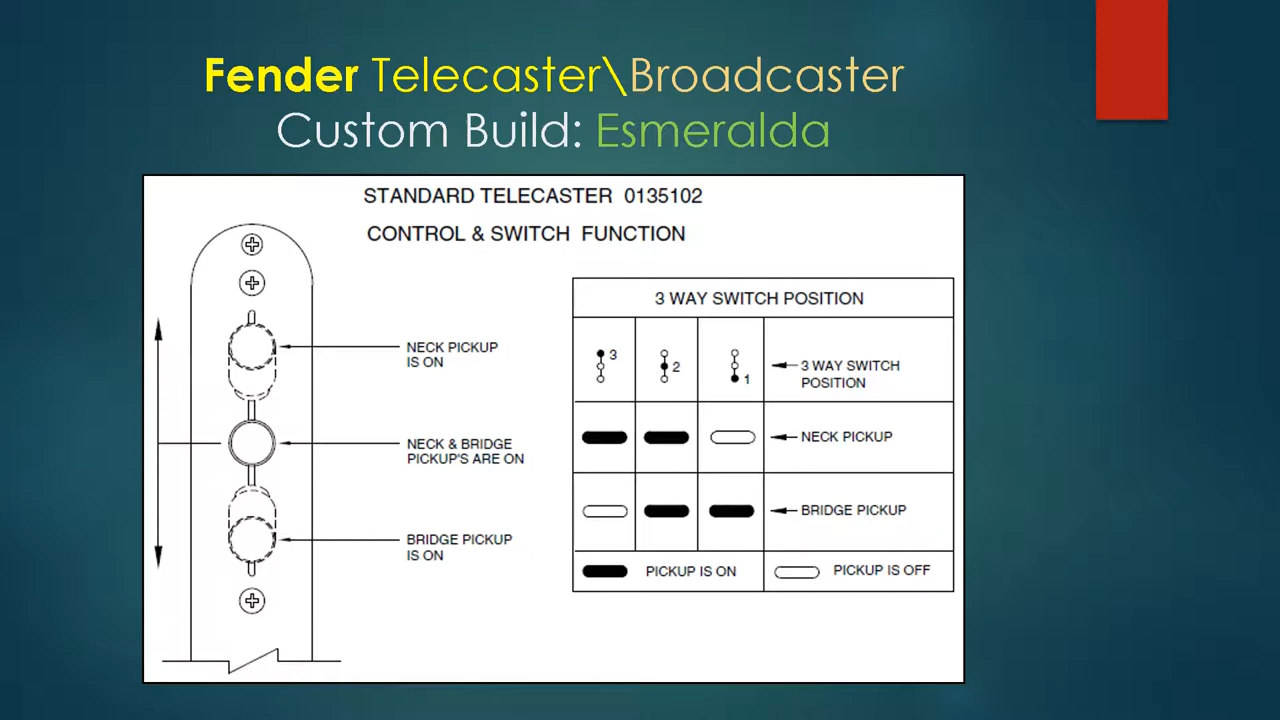 Fender Telecaster\Broadcaster
Custom Build: Esmeralda
STANDARD TELECASTER 0135102
CONTROL & SWITCH FUNCTION
NECK PICKUP
IS ON
NECK & BRIDGE
PICKUP'S ARE ON
BRIDGE PICKUP
IS ON
3 WAY SWITCH POSITION
3
2
1
3 WAY SWITCH
POSITION
NECK PICKUP
BRIDGE PICKUP
PICKUP IS ON
PICKUP IS OFF